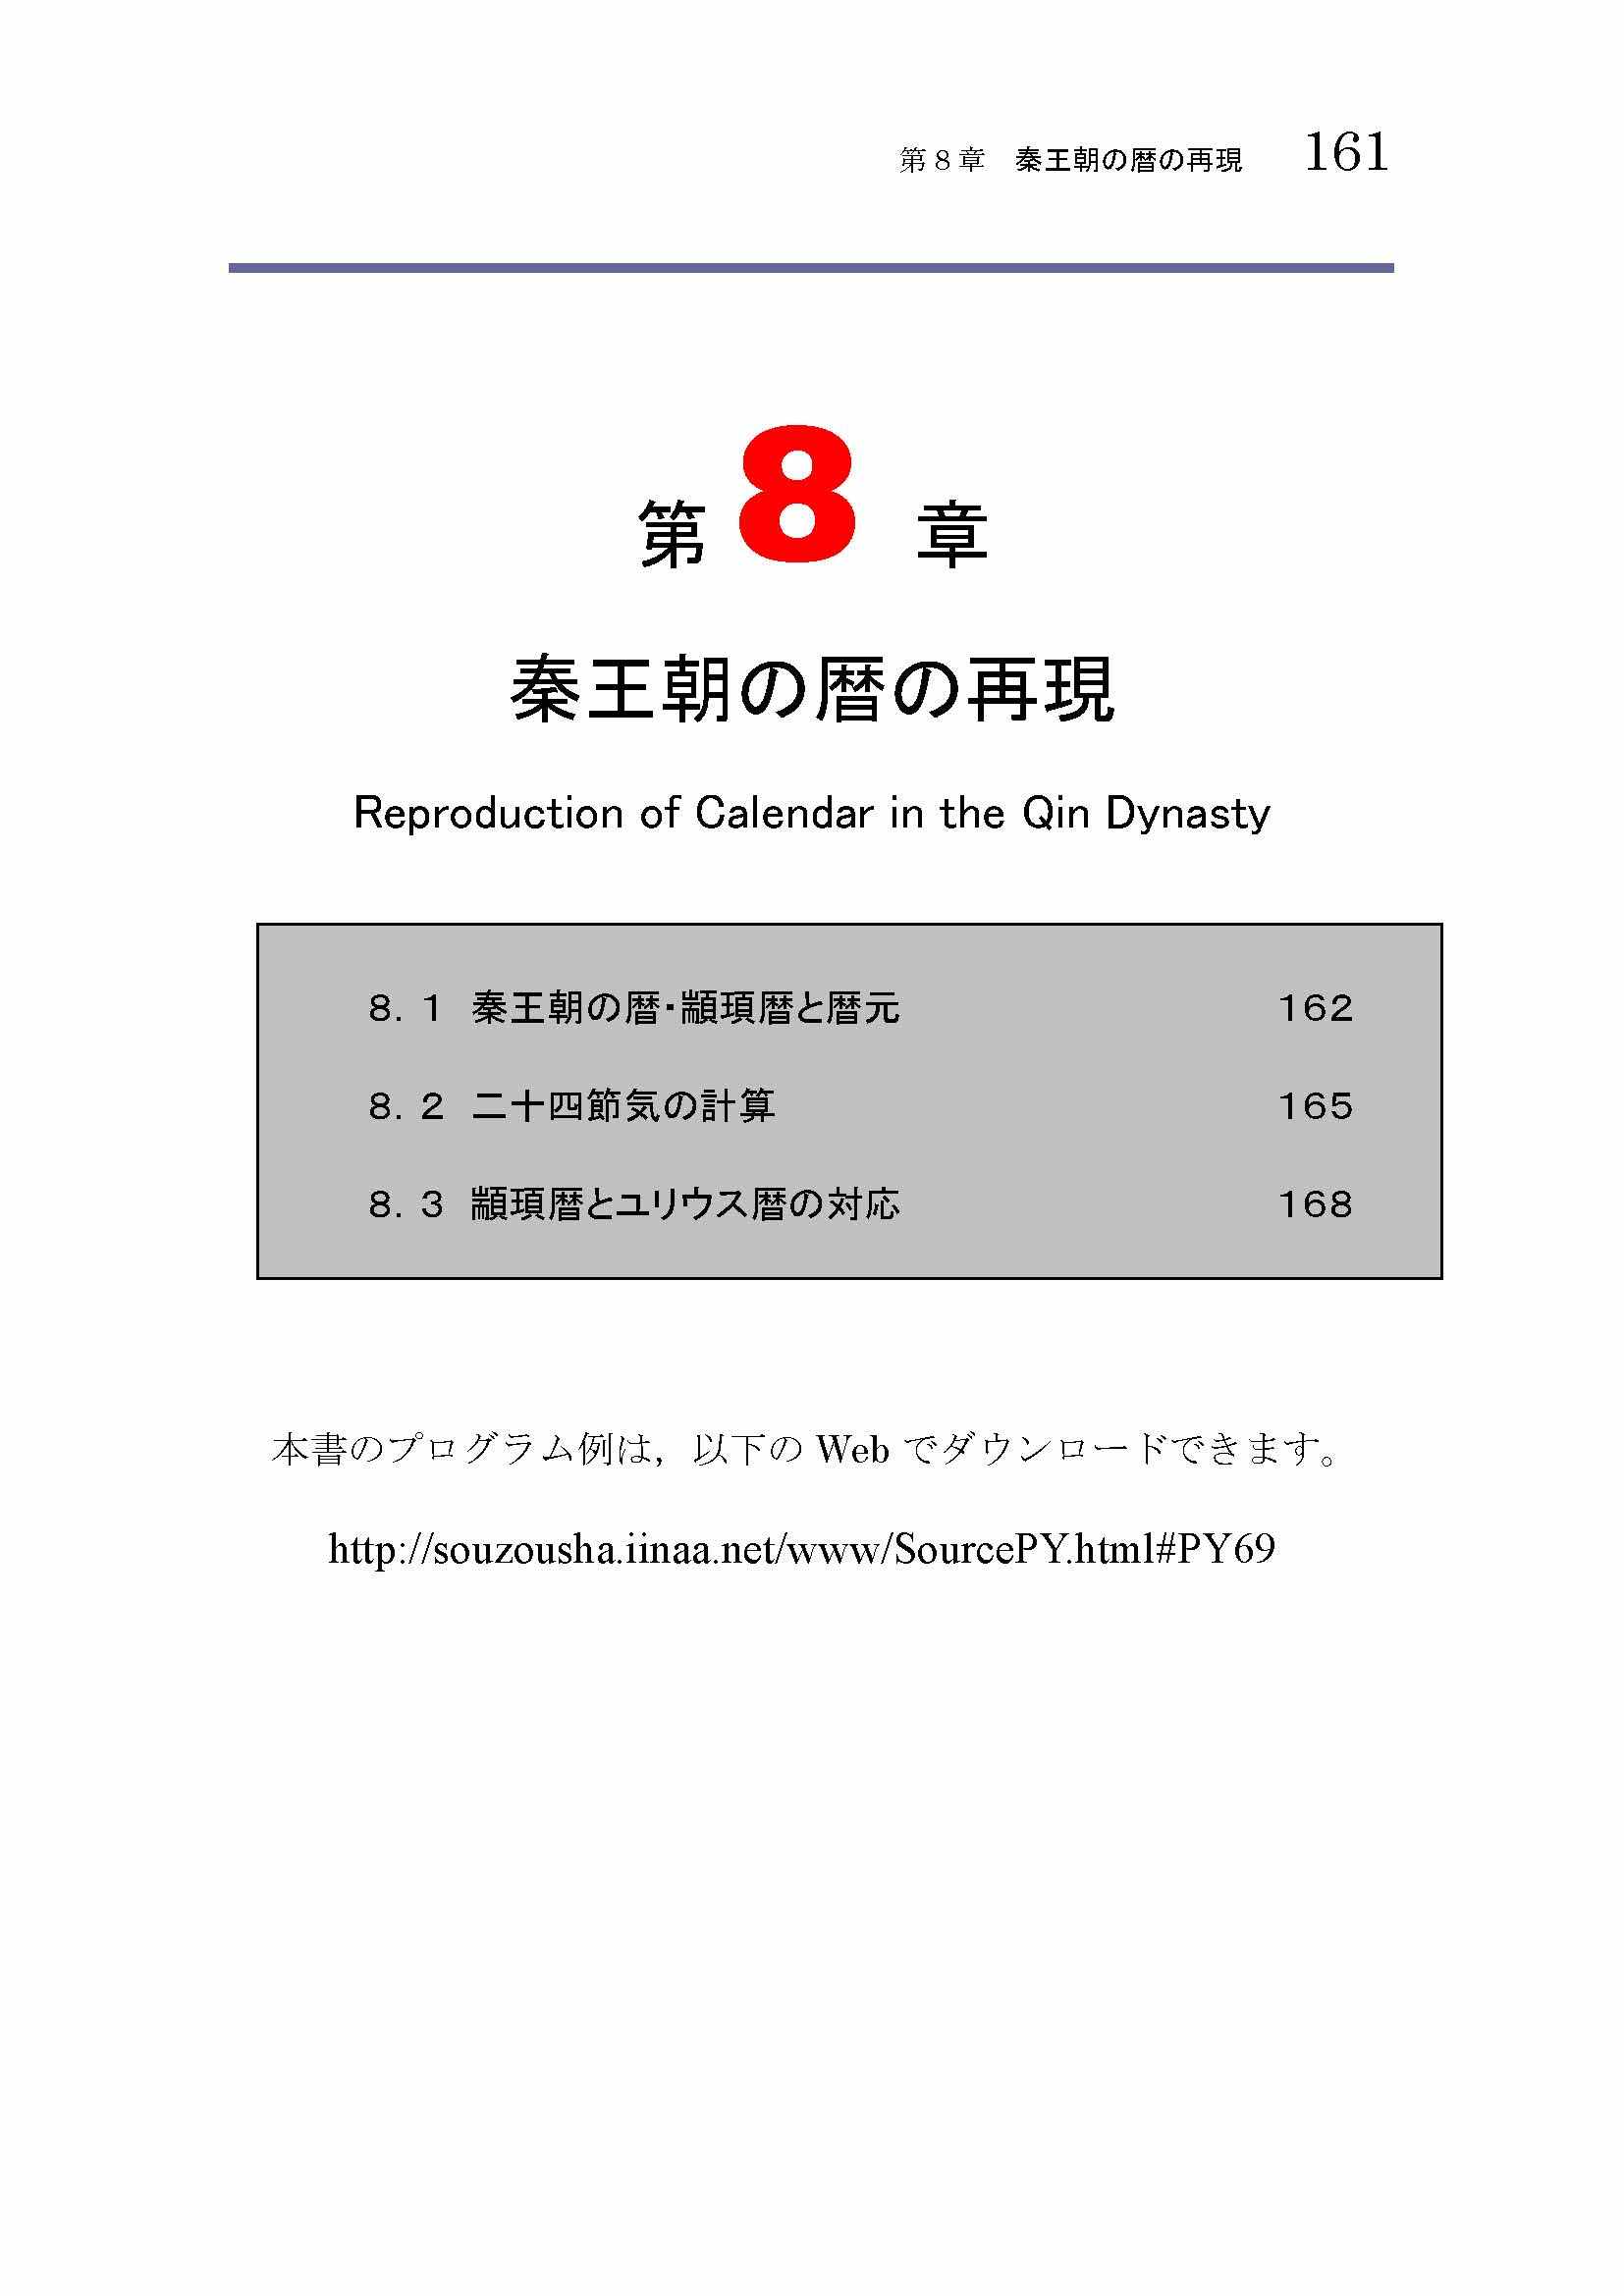 第８章　秦王朝の暦の再現　161
第8章
秦王朝の暦の再現
Reproduction of Calendar in the Qin Dynasty
８．１　秦王朝の暦・顓頊暦と暦元　１６２
８．２　二十四節気の計算　１６５
８．３　顓頊暦とユリウス暦の対応　１６８
本書のプログラム例は，以下の Web でダウンロードできます。
http://souzousha.iinaa.net/www/SourcePY.html#PY69